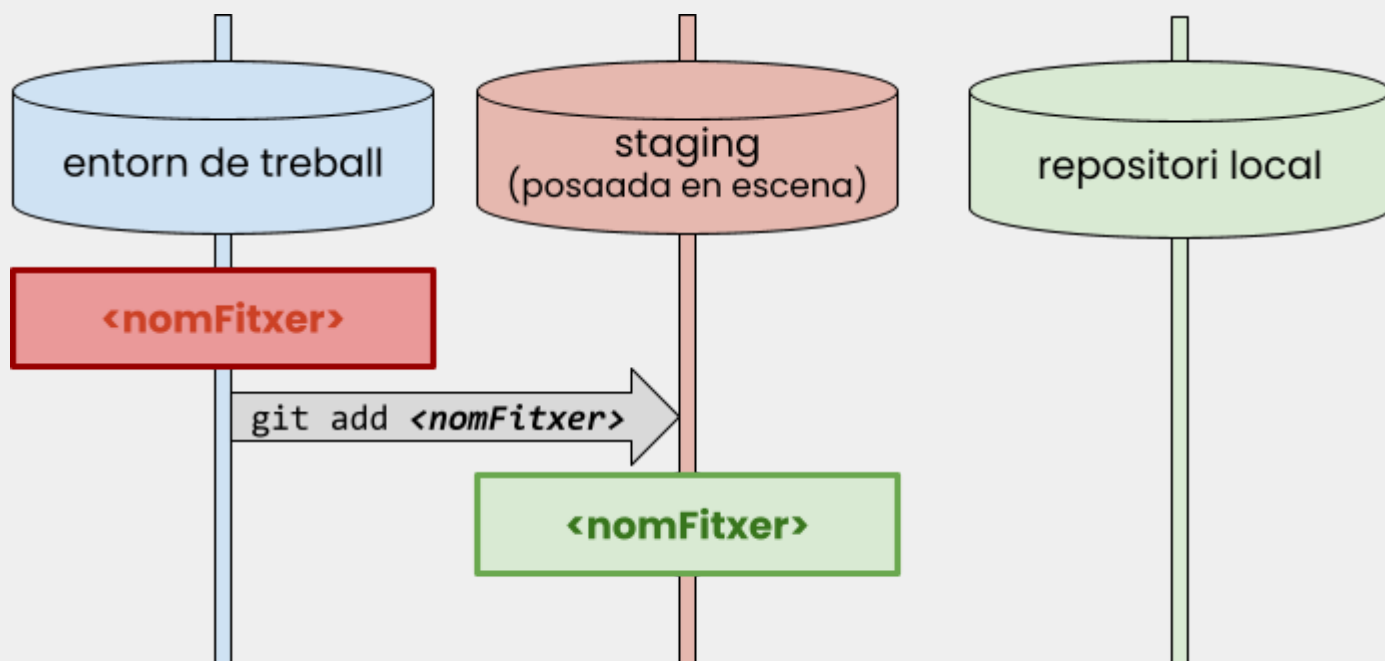 entorn de treball
staging
(posaada en escena)
repositori local
<nomFitxer>
git add <nomFitxer>
<nomFitxer>